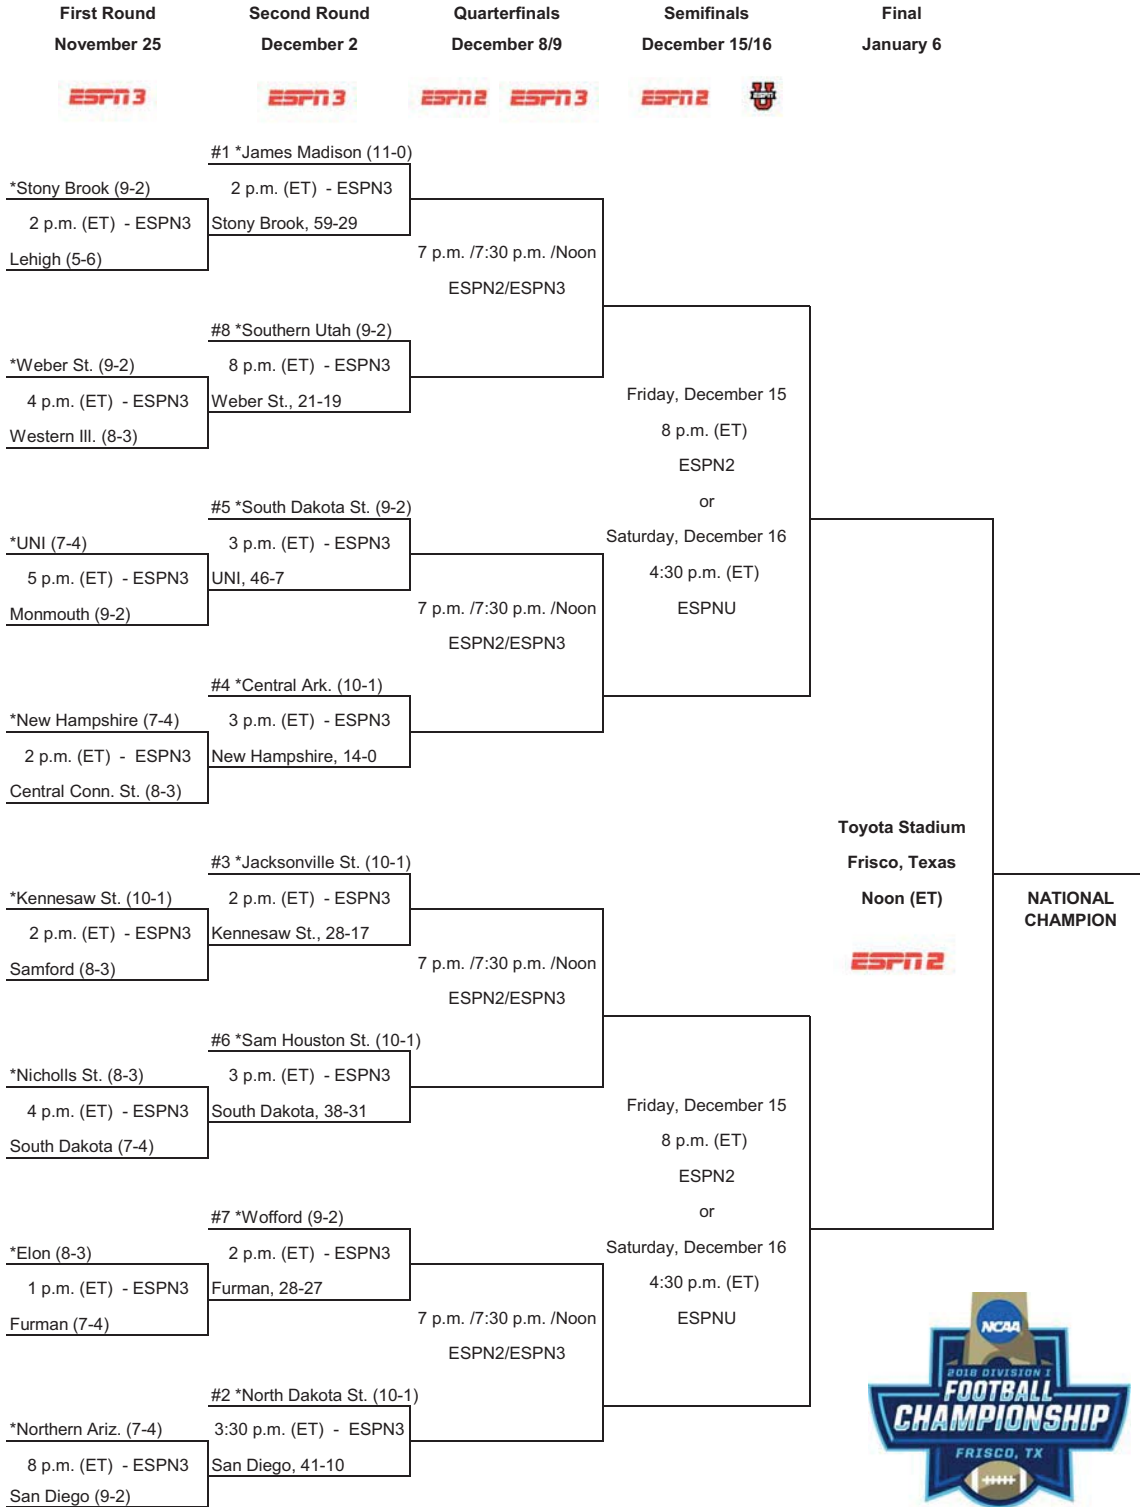 First Round
November 25
ESPN3
Second Round
December 2
ESPN3
Quarterfinals
December 8/9
ESPN2 ESPN3
Semifinals
December 15/16
ESPN2 U ESPN
Final
January 6
*Stony Brook (9-2)
2 p.m. (ET) - ESPN3
Lehigh (5-6)
*Weber St. (9-2)
4 p.m. (ET) - ESPN3
Western Ill. (8-3)
*UNI (7-4)
5 p.m. (ET) - ESPN3
Monmouth (9-2)
*New Hampshire (7-4)
2 p.m. (ET) - ESPN3
Central Conn. St. (8-3)
*Kennesaw St. (10-1)
2 p.m. (ET) - ESPN3
Samford (8-3)
*Nicholls St. (8-3)
4 p.m. (ET) - ESPN3
South Dakota (7-4)
*Elon (8-3)
1 p.m. (ET) - ESPN3
Furman (7-4)
*Northern Ariz. (7-4)
8 p.m. (ET) - ESPN3
San Diego (9-2)
#1 *James Madison (11-0)
2 p.m. (ET) - ESPN3
Stony Brook, 59-29
#8 *Southern Utah (9-2)
8 p.m. (ET) - ESPN3
Weber St., 21-19
#5 *South Dakota St. (9-2)
3 p.m. (ET) - ESPN3
UNI, 46-7
#4 *Central Ark. (10-1)
3 p.m. (ET) - ESPN3
New Hampshire, 14-0
#3 *Jacksonville St. (10-1)
2 p.m. (ET) - ESPN3
Kennesaw St., 28-17
#6 *Sam Houston St. (10-1)
3 p.m. (ET) - ESPN3
South Dakota, 38-31
#7 *Wofford (9-2)
2 p.m. (ET) - ESPN3
Furman, 28-27
#2 *North Dakota St. (10-1)
3:30 p.m. (ET) - ESPN3
San Diego, 41-10
7 p.m. /7:30 p.m. /Noon
ESPN2/ESPN3
7 p.m. /7:30 p.m. /Noon
ESPN2/ESPN3
7 p.m. /7:30 p.m. /Noon
ESPN2/ESPN3
7 p.m. /7:30 p.m. /Noon
ESPN2/ESPN3
Friday, December 15
8 p.m. (ET)
ESPN2
or
Saturday, December 16
4:30 p.m. (ET)
ESPNU
Friday, December 15
8 p.m. (ET)
ESPN2
or
Saturday, December 16
4:30 p.m. (ET)
ESPNU
Toyota Stadium
Frisco, Texas
Noon (ET)
ESPN2
NATIONAL
CHAMPION
NCAA
2018 DIVISION I
FOOTBALL
CHAMPIONSHIP
FRISCO, TX